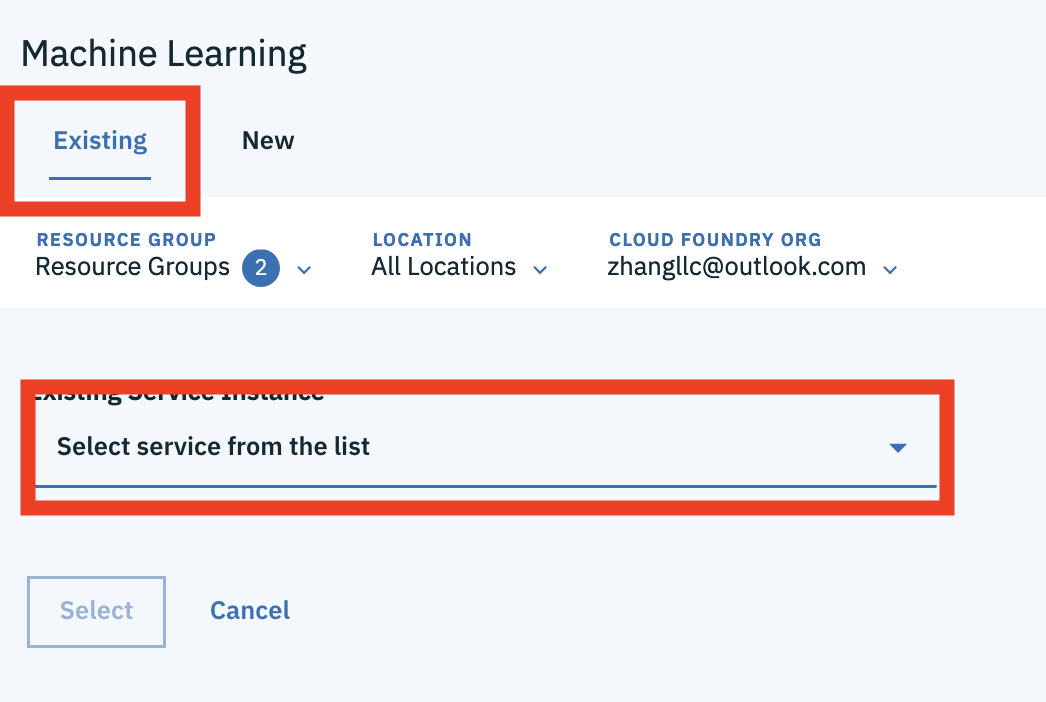 Machine Learning
Existing New
RESOURCE GROUP LOCATION CLOUD FOUNDRY ORG
Resource Groups 2 All Locations zhangllc@outlook.com
Existing Service Instance
Select service from the list
Select Cancel